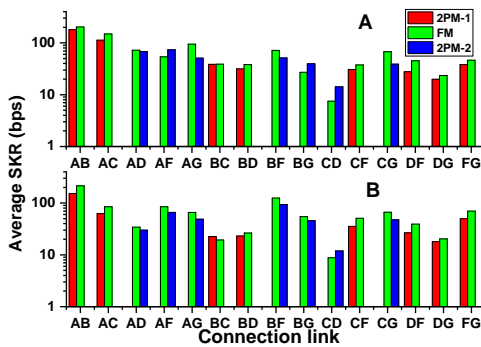 A
2PM-1
FM
2PM-2
100
10
1
AB AC AD AF AG BC BD BF BG CD CF CG DF DG FG
Average SKR (bps)
B
100
10
1
AB AC AD AF AG BC BD BF BG CD CF CG DF DG FG
Connection link